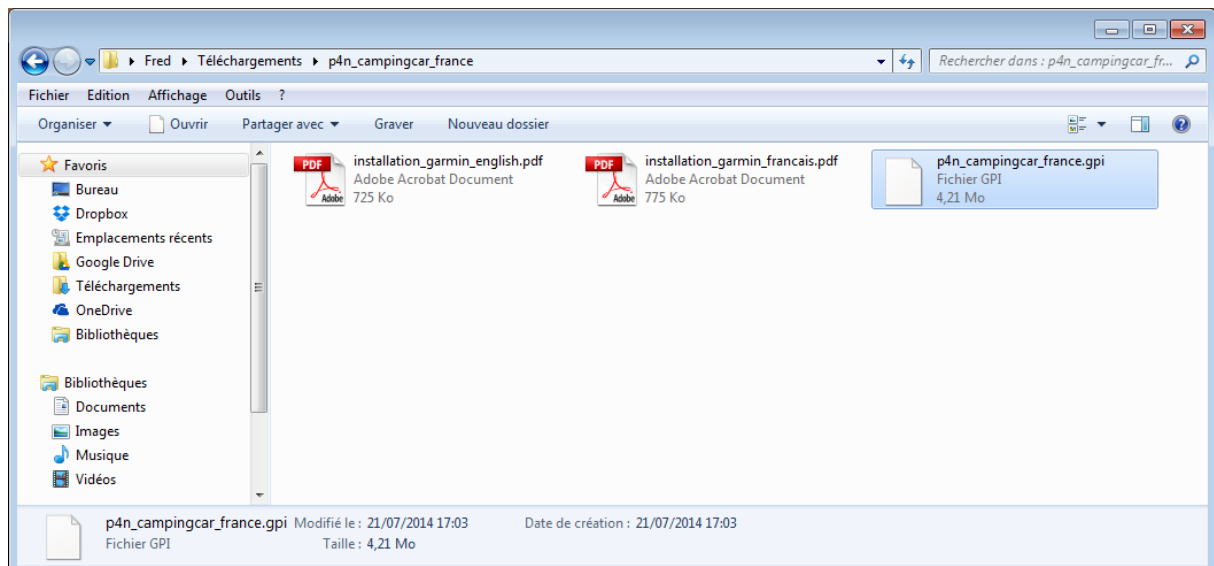 Fred ▸ Téléchargements ▸ p4n_campingcar_france
Rechercher dans : p4n_campingcar_fr...
Fichier Edition Affichage Outils ?
Organiser Ouvrir Partager avec Graver Nouveau dossier
Favoris
Bureau
Dropbox
Emplacements récents
Google Drive
Téléchargements
OneDrive
Bibliothèques
Bibliothèques
Documents
Images
Musique
Vidéos
PDF
Adobe
installation_garmin_english.pdf
Adobe Acrobat Document
725 Ko
PDF
Adobe
installation_garmin_francais.pdf
Adobe Acrobat Document
775 Ko
p4n_campingcar_france.gpi
Fichier GPI
4,21 Mo
p4n_campingcar_france.gpi Modifié le : 21/07/2014 17:03 Date de création : 21/07/2014 17:03
Fichier GPI Taille : 4,21 Mo